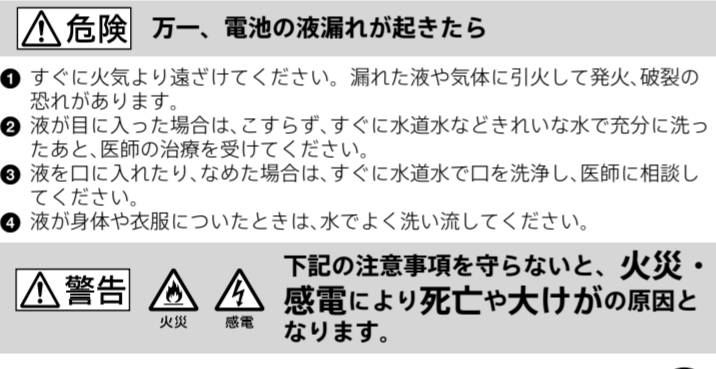 危険 万一、電池の液漏れが起きたら
❶ すぐに火気より遠ざけてください。漏れた液や気体に引火して発火、破裂の
恐れがあります。
❷ 液が目に入った場合は、こすらず、すぐに水道水などきれいな水で充分に洗っ
たあと、医師の治療を受けてください。
❸ 液を口に入れたり、なめた場合は、すぐに水道水で口を洗浄し、医師に相談し
てください。
❹ 液が身体や衣服についたときは、水でよく洗い流してください。
警告
火災
感電
下記の注意事項を守らないと、火災・
感電により死亡や大けがの原因と
なります。